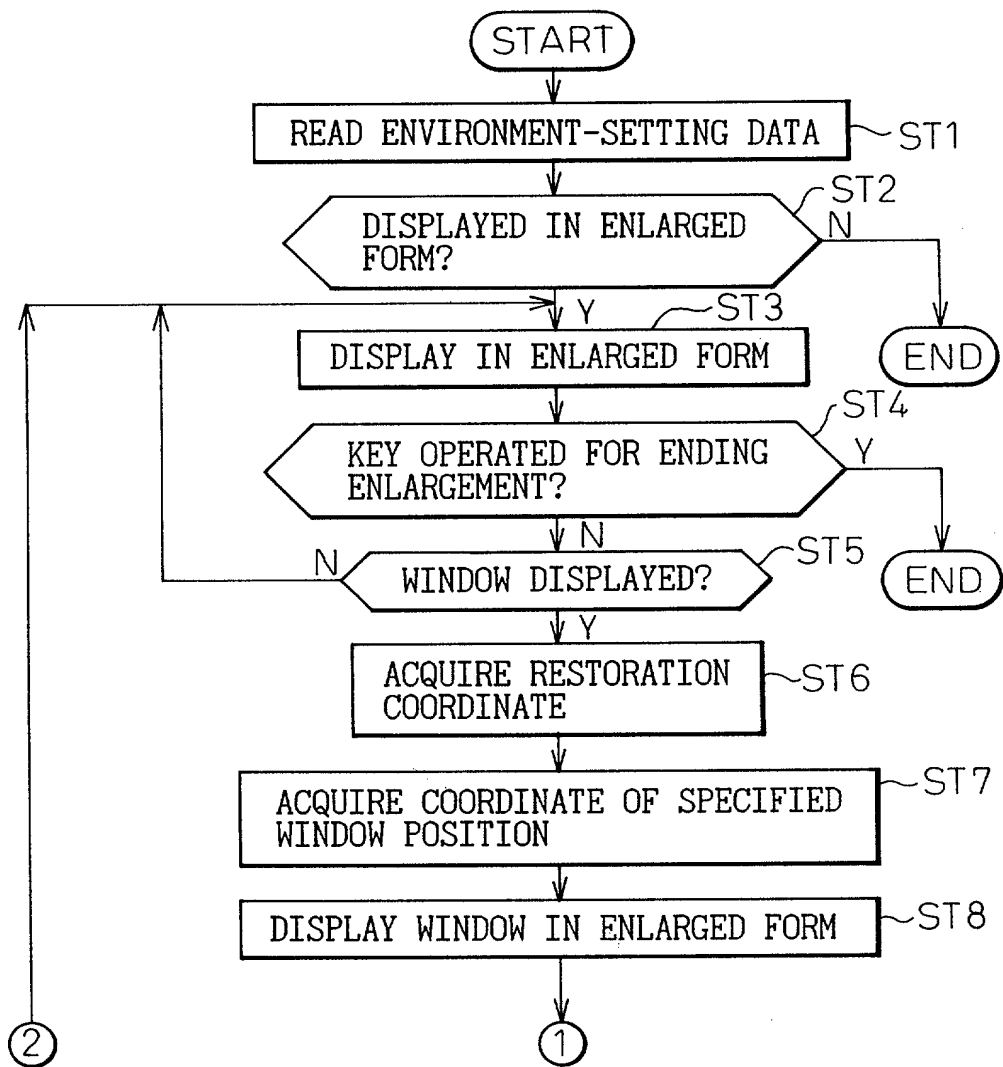 START
READ ENVIRONMENT-SETTING DATA
ST1
ST2
DISPLAYED IN ENLARGED
FORM?
N
Y
ST3
DISPLAY IN ENLARGED FORM
END
ST4
KEY OPERATED FOR ENDING
ENLARGEMENT?
Y
N
END
ST5
N
WINDOW DISPLAYED?
Y
ACQUIRE RESTORATION
COORDINATE
ST6
ST7
ACQUIRE COORDINATE OF SPECIFIED
WINDOW POSITION
DISPLAY WINDOW IN ENLARGED FORM
ST8
2
1